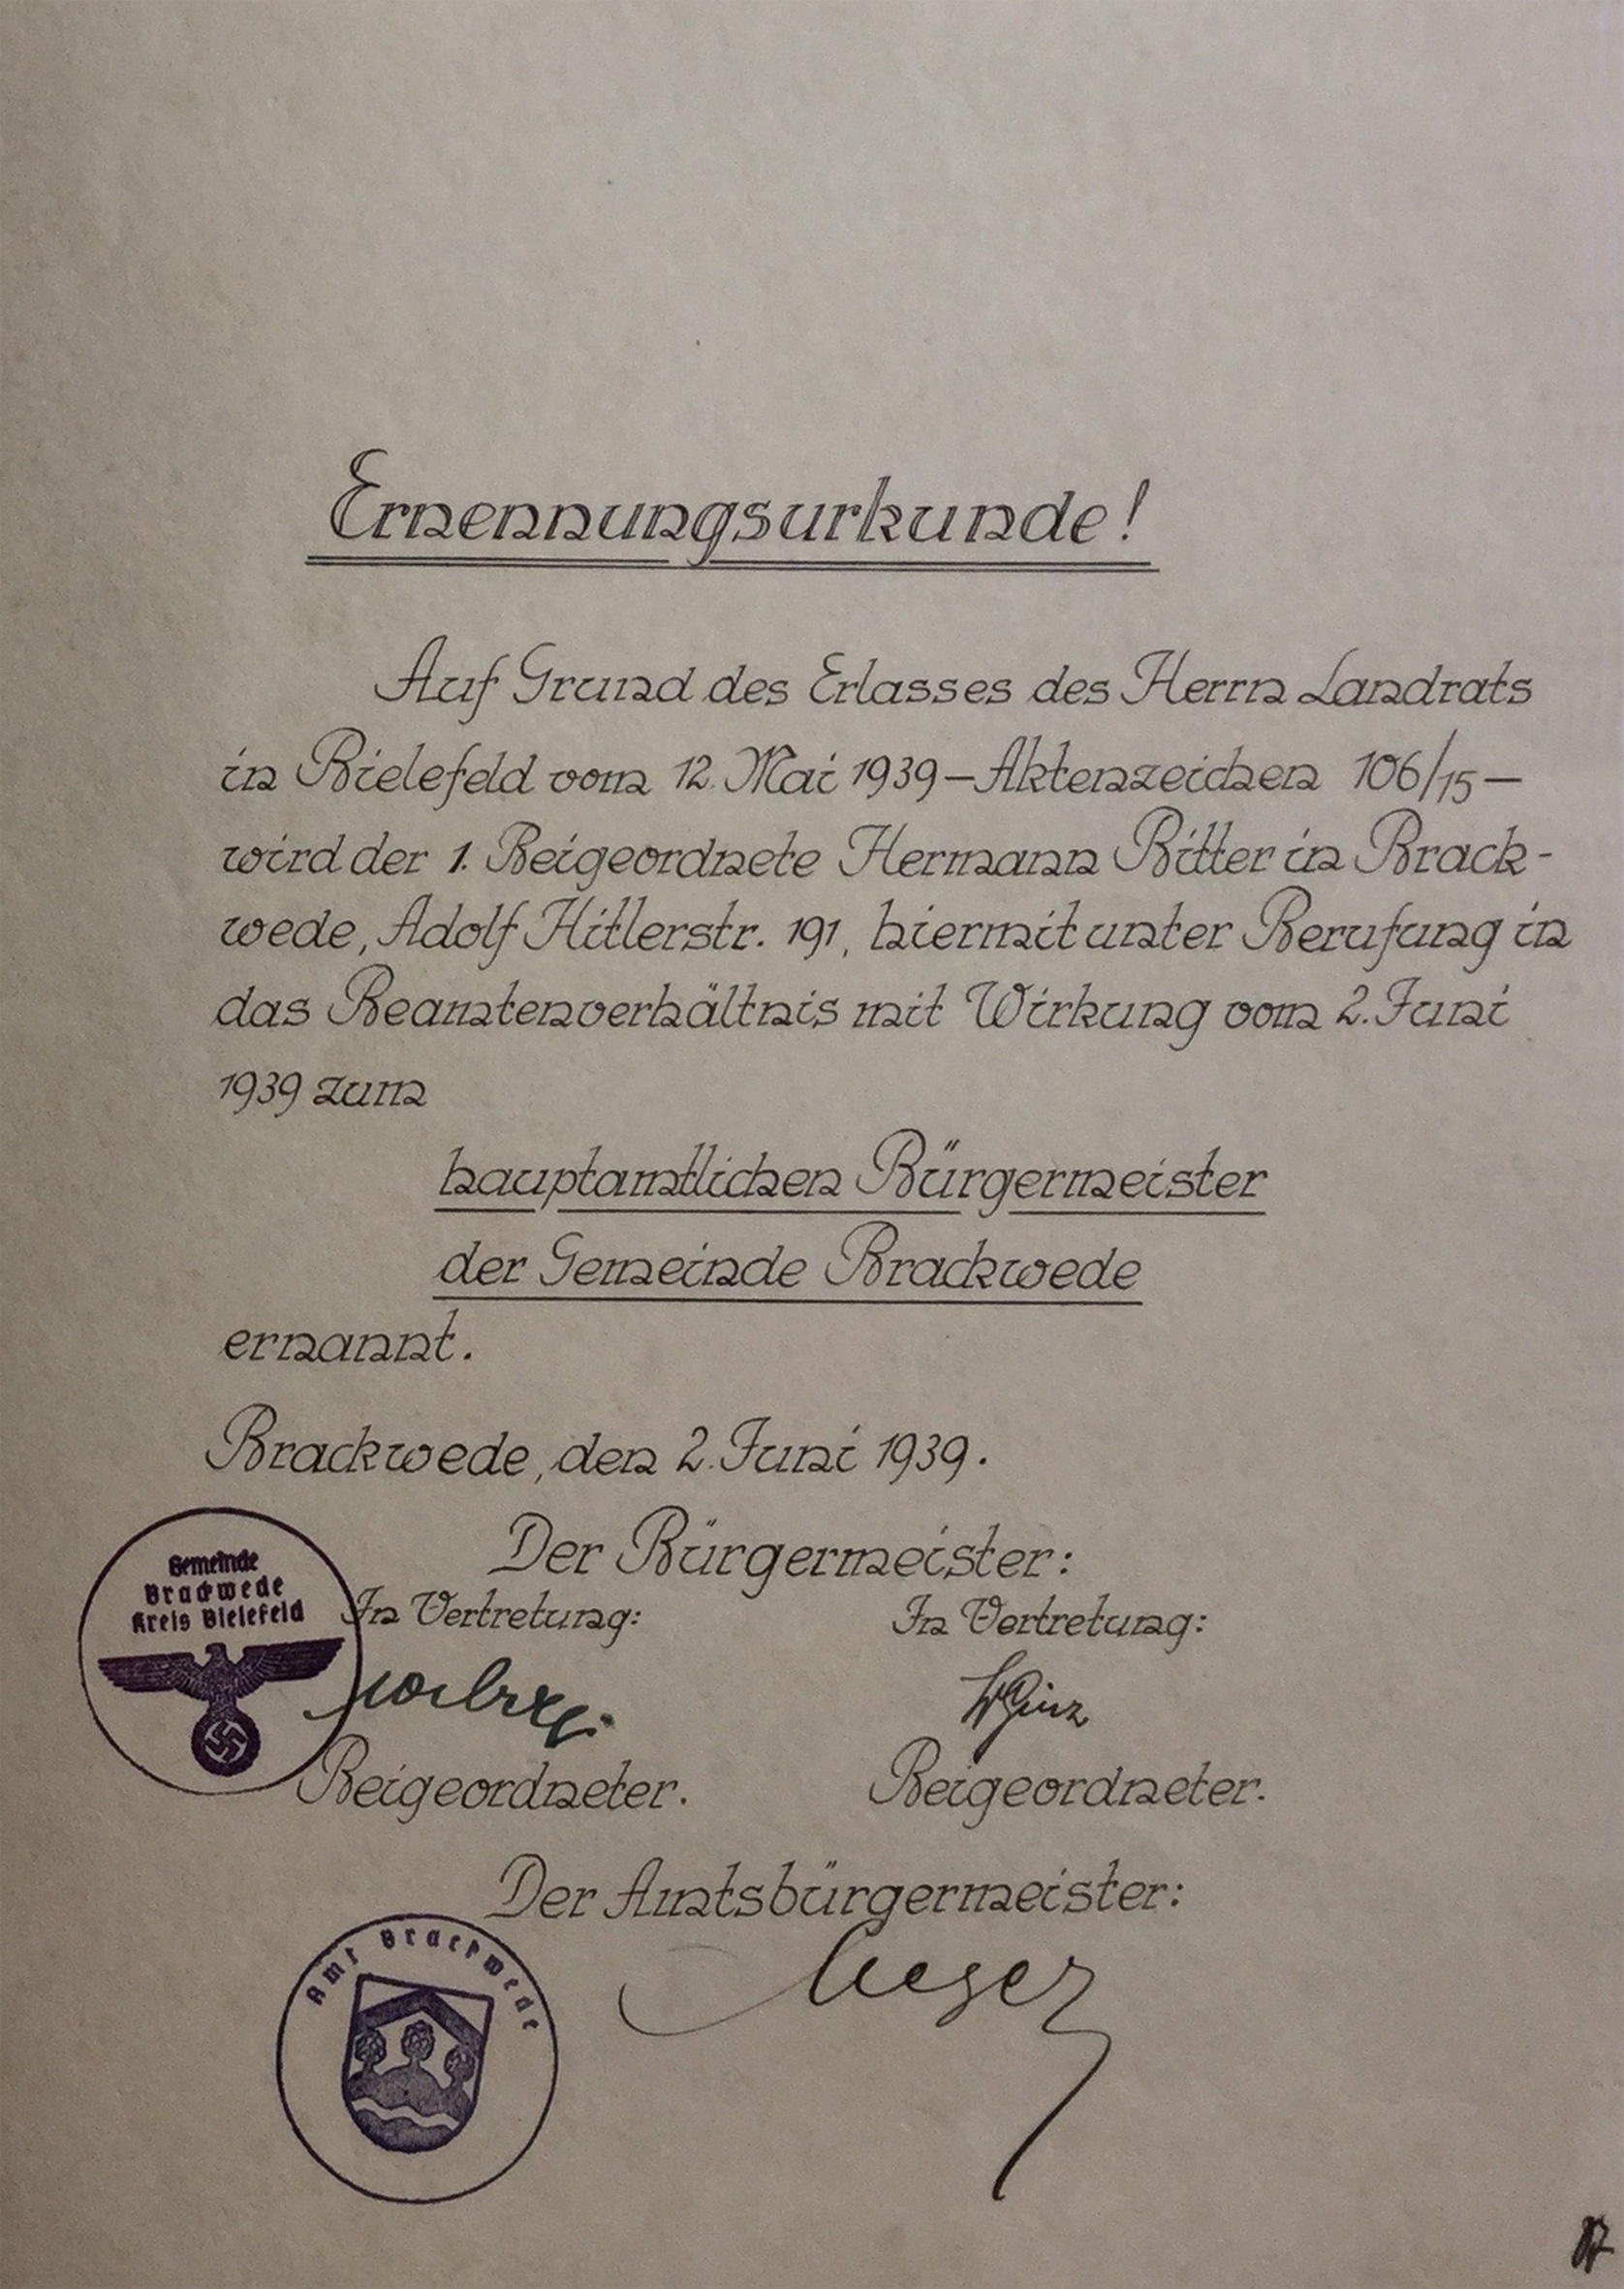 Ernennungsurkunde!
Auf Grund des Erlasses des Herrn Landrats
in Bielefeld vom 12. Mai 1939 – Aktenzeichen 106/15 –
wird der 1. Beigeordnete Hermann Ritter in Brack-
wede, Adolf Hitlerstr. 191, hiermit unter Berufung in
das Beamtenverhältnis mit Wirkung vom 2. Juni
1939 zum
hauptamtlichen Bürgermeister
der Gemeinde Brackwede
ernannt.
Brackwede, den 2. Juni 1939.
Der Bürgermeister:
Gemeinde
Brackwede
Kreis Bielefeld
In Vertretung: In Vertretung:
Beigeordneter. Beigeordneter.
Der Amtsbürgermeister:
Amt Brackwede